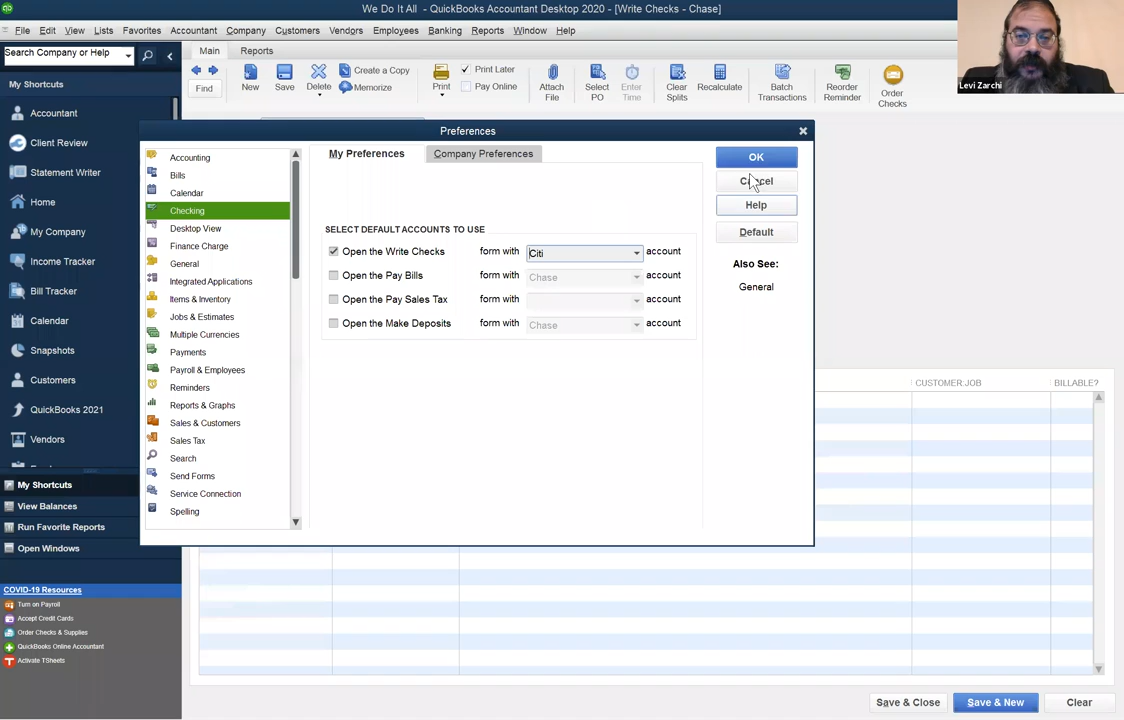 We Do It All - QuickBooks Accountant Desktop 2020 - [Write Checks - Chase]
File Edit View Lists Favorites Accountant Company Customers Vendors Employees Banking Reports Window Help
Search Company or Help
Main Reports
Find New Save Delete Create a Copy Memorize Print Print Later Pay Online Attach File Select PO Enter Time Clear Splits Recalculate Batch Transactions Reorder Reminder Order Checks
Levi Zarchi
My Shortcuts
Accountant
Client Review
Statement Writer
Home
My Company
Income Tracker
Bill Tracker
Calendar
Snapshots
Customers
QuickBooks 2021
Vendors
My Shortcuts
View Balances
Run Favorite Reports
Open Windows
COVID-19 Resources
Turn on Payroll
Accept Credit Cards
Order Checks & Supplies
QuickBooks Online Accountant
Activate TSheets
Preferences
Accounting
Bills
Calendar
Checking
Desktop View
Finance Charge
General
Integrated Applications
Items & Inventory
Jobs & Estimates
Multiple Currencies
Payments
Payroll & Employees
Reminders
Reports & Graphs
Sales & Customers
Sales Tax
Search
Send Forms
Service Connection
Spelling
My Preferences Company Preferences
SELECT DEFAULT ACCOUNTS TO USE
Open the Write Checks form with Citi account
Open the Pay Bills form with Chase account
Open the Pay Sales Tax form with account
Open the Make Deposits form with Chase account
OK
Cancel
Help
Default
Also See:
General
CUSTOMER:JOB BILLABLE?
Save & Close Save & New Clear